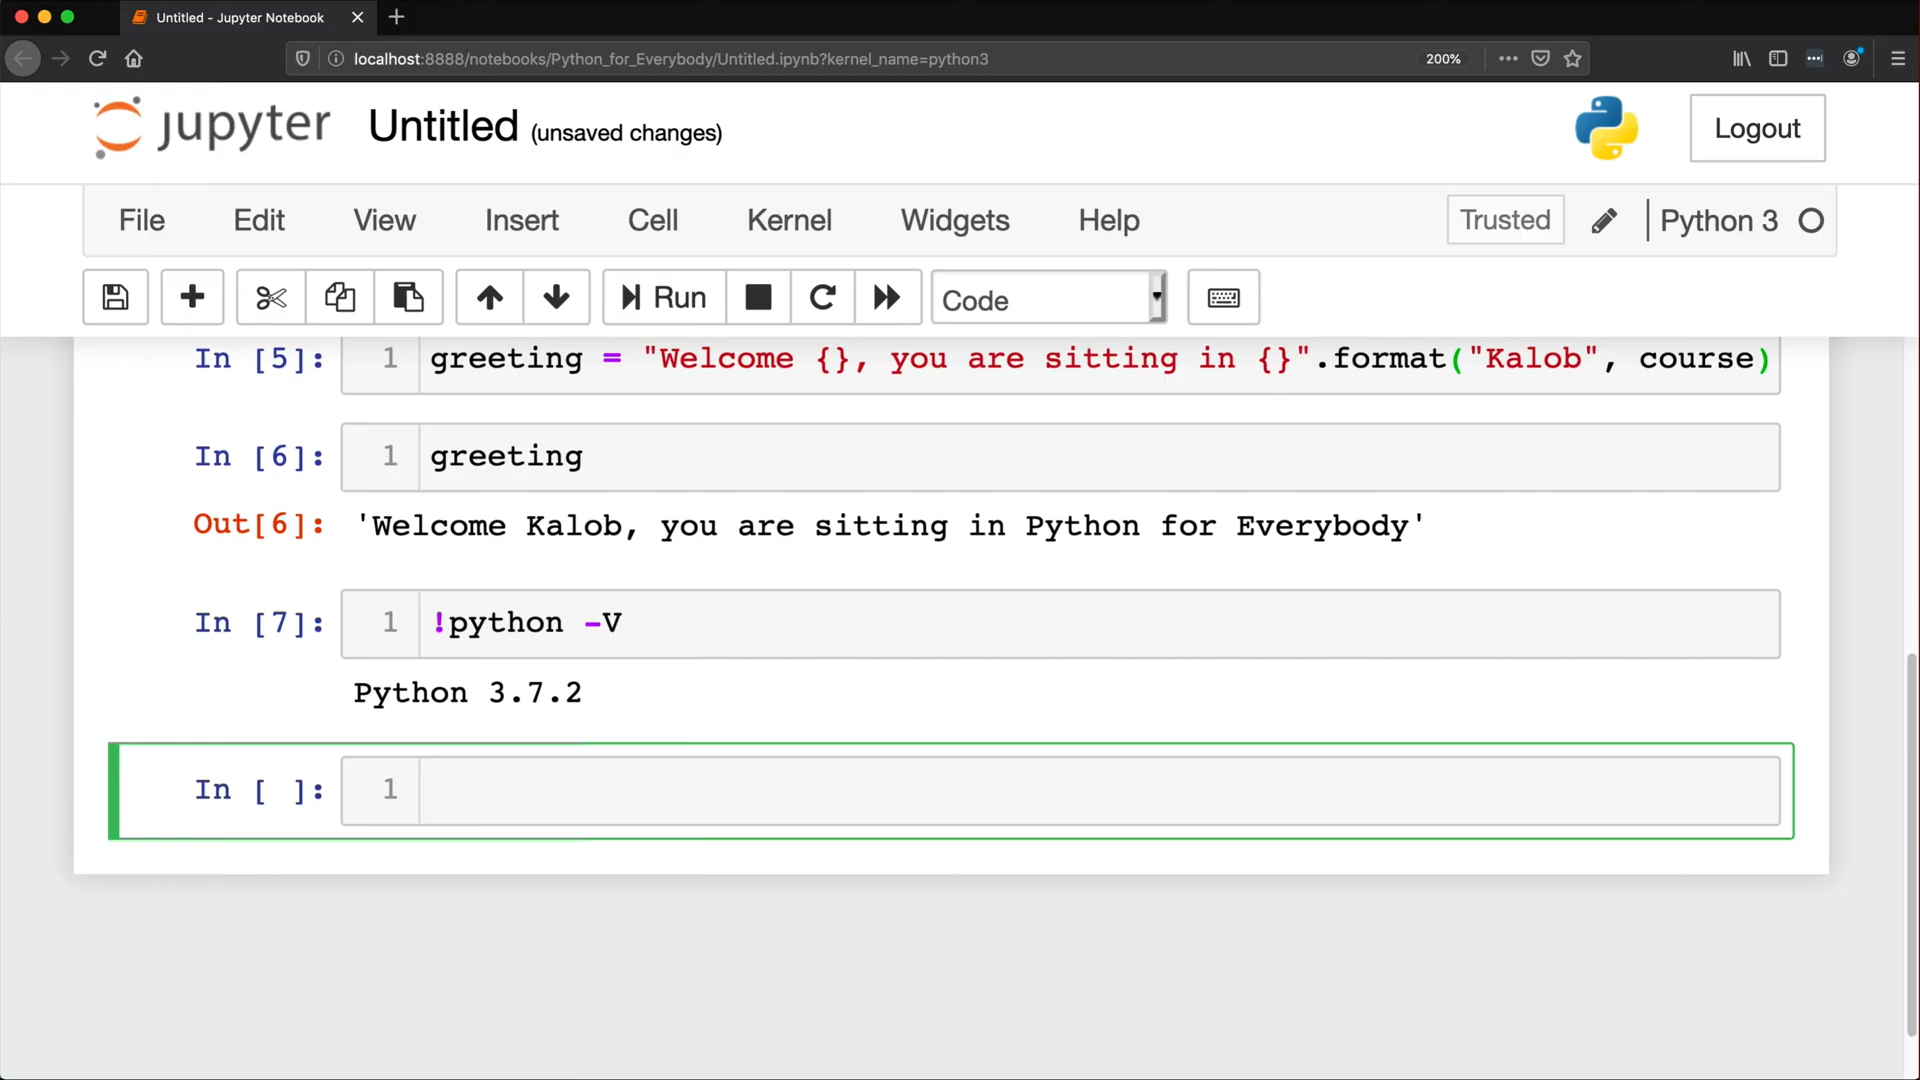 Untitled - Jupyter Notebook
localhost:8888/notebooks/Python_for_Everybody/Untitled.ipynb?kernel_name=python3
200%
jupyter Untitled (unsaved changes)
Logout
File Edit View Insert Cell Kernel Widgets Help
Trusted
Python 3
Run
Code
In [5]: 1 greeting = "Welcome {}, you are sitting in {}".format("Kalob", course)
In [6]: 1 greeting
Out[6]: 'Welcome Kalob, you are sitting in Python for Everybody'
In [7]: 1 !python -V
Python 3.7.2
In [ ]: 1